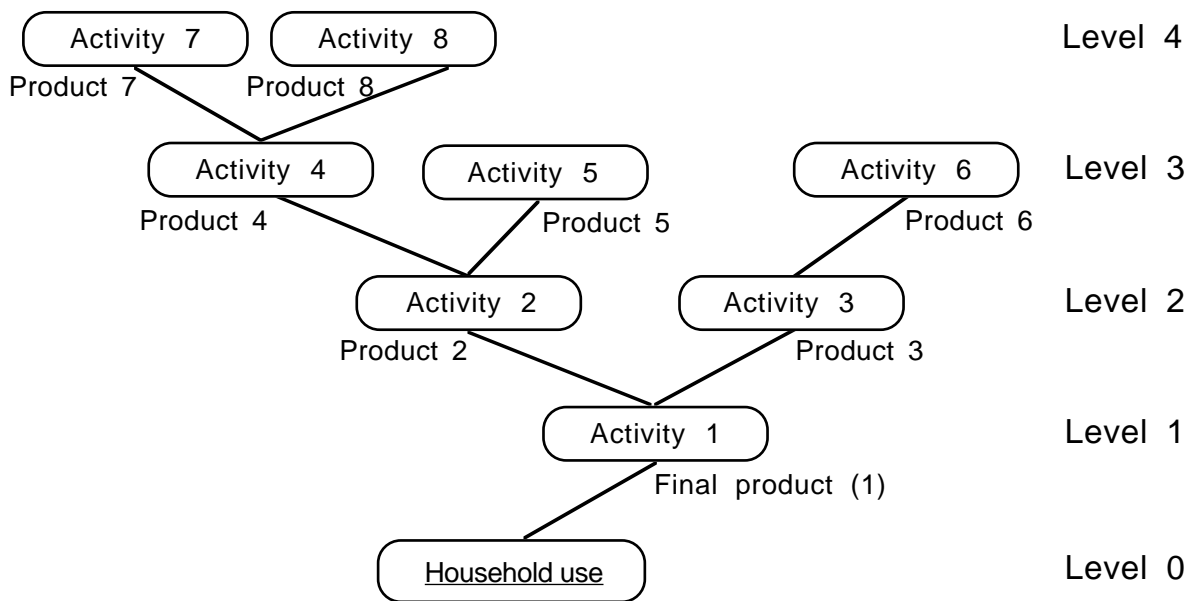 Activity 7
Activity 8
Level 4
Product 7
Product 8
Activity 4
Activity 5
Activity 6
Level 3
Product 4
Product 5
Product 6
Activity 2
Activity 3
Level 2
Product 2
Product 3
Activity 1
Level 1
Final product (1)
Household use
Level 0